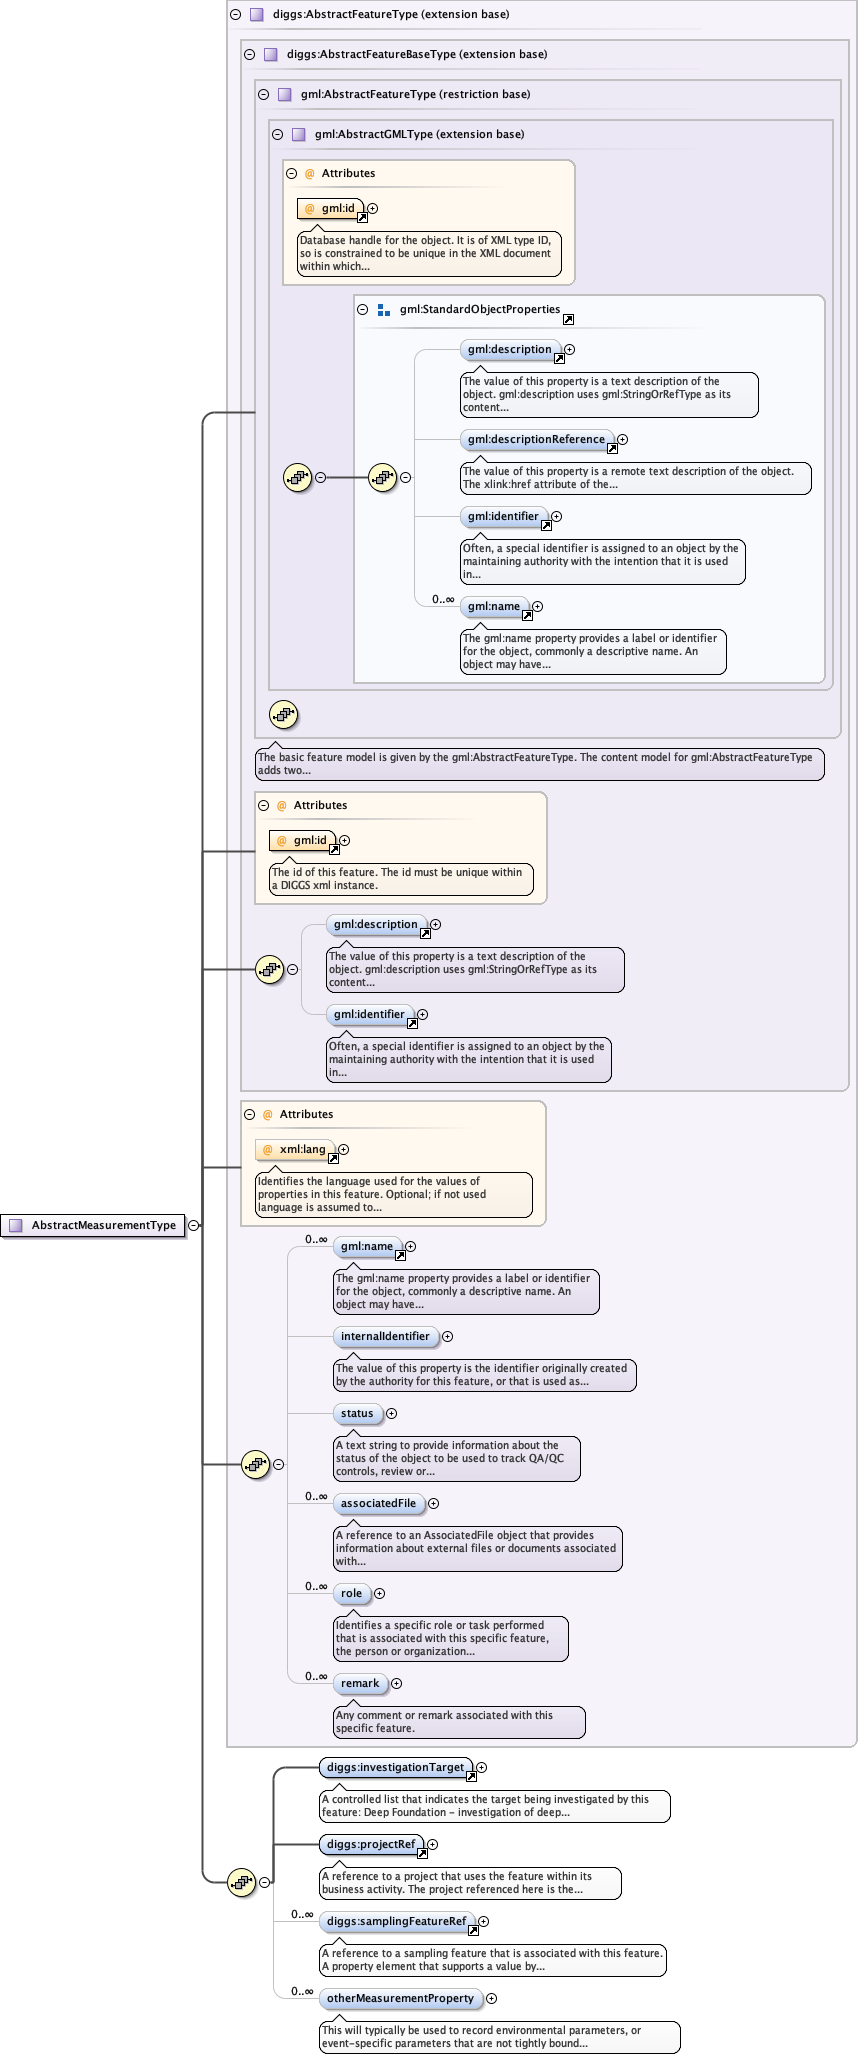 diggs:AbstractFeatureType (extension base)
diggs:AbstractFeatureBaseType (extension base)
gml:AbstractFeatureType (restriction base)
gml:AbstractGMLType (extension base)
@ Attributes
@ gml:id
Database handle for the object. It is of XML type ID,
so is constrained to be unique in the XML document
within which...
gml:StandardObjectProperties
gml:description
The value of this property is a text description of the
object. gml:description uses gml:StringOrRefType as its
content...
gml:descriptionReference
The value of this property is a remote text description of the object.
The xlink:href attribute of the...
gml:identifier
Often, a special identifier is assigned to an object by the
maintaining authority with the intention that it is used
in...
0..∞
gml:name
The gml:name property provides a label or identifier
for the object, commonly a descriptive name. An
object may have...
The basic feature model is given by the gml:AbstractFeatureType. The content model for gml:AbstractFeatureType
adds two...
@ Attributes
@ gml:id
The id of this feature. The id must be unique within
a DIGGS xml instance.
gml:description
The value of this property is a text description of the
object. gml:description uses gml:StringOrRefType as its
content...
gml:identifier
Often, a special identifier is assigned to an object by the
maintaining authority with the intention that it is used
in...
@ Attributes
@ xml:lang
Identifies the language used for the values of
properties in this feature. Optional; if not used
language is assumed to...
AbstractMeasurementType
0..∞
gml:name
The gml:name property provides a label or identifier
for the object, commonly a descriptive name. An
object may have...
internalIdentifier
The value of this property is the identifier originally created
by the authority for this feature, or that is used as...
status
A text string to provide information about the
status of the object to be used to track QA/QC
controls, review or...
0..∞
associatedFile
A reference to an AssociatedFile object that provides
information about external files or documents associated
with...
0..∞
role
Identifies a specific role or task performed
that is associated with this specific feature,
the person or organization...
0..∞
remark
Any comment or remark associated with this
specific feature.
diggs:investigationTarget
A controlled list that indicates the target being investigated by this
feature: Deep Foundation - investigation of deep...
diggs:projectRef
A reference to a project that uses the feature within its
business activity. The project referenced here is the...
0..∞
diggs:samplingFeatureRef
A reference to a sampling feature that is associated with this feature.
A property element that supports a value by...
0..∞
otherMeasurementProperty
This will typically be used to record environmental parameters, or
event-specific parameters that are not tightly bound...